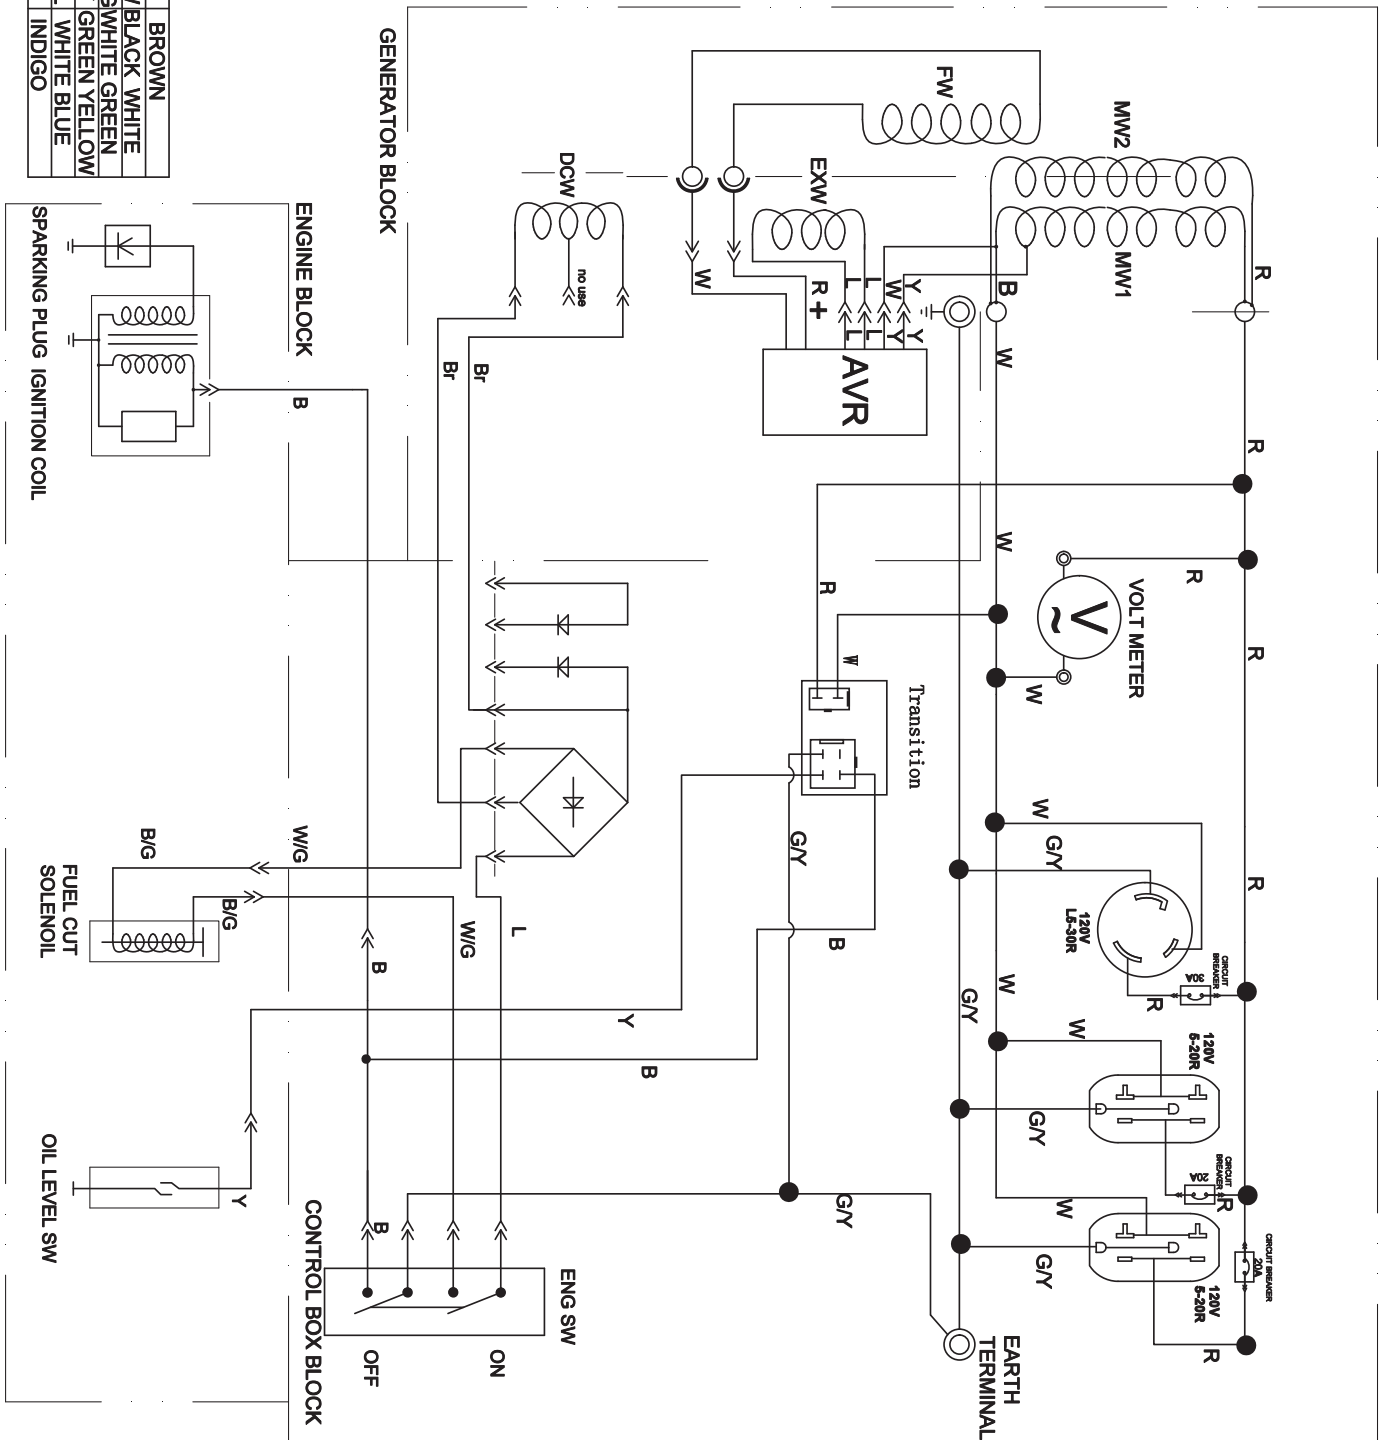 BROWN
BLACK WHITE
WHITE GREEN
GREEN YELLOW
WHITE BLUE
INDIGO
GENERATOR BLOCK
FW
MW2
EXW
MW1
DCW
no use
W
R
+
L
L
W
Y
L
L
Y
Y
B
R
AVR
W
R
Br
Br
ENGINE BLOCK
SPARKING PLUG IGNITION COIL
B
W
R
VOLT METER
V
~
R
W
R
W
Transition
R
W
G/Y
B
G/Y
120V
L5-30R
CIRCUIT
BREAKER
30A
R
R
W
G/Y
W
120V
5-20R
G/Y
CIRCUIT
BREAKER
20A
R
W
120V
5-20R
G/Y
CIRCUIT BREAKER
20A
R
B/G
W/G
B/G
W/G
L
FUEL CUT
SOLENOIL
B
Y
B
OIL LEVEL SW
Y
B
G/Y
ENG SW
ON
OFF
CONTROL BOX BLOCK
EARTH
TERMINAL